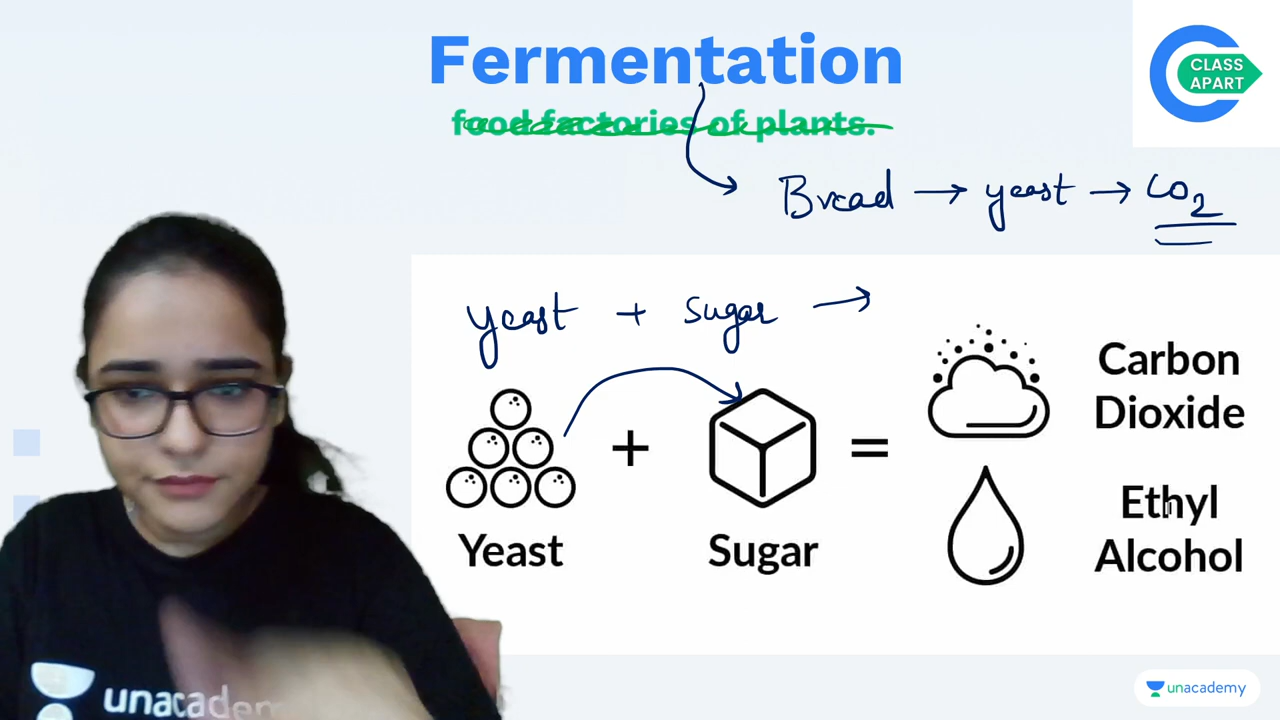 Fermentation
CLASS
APART
food factories of plants.
Bread → yeast → CO2
yeast + Sugar →
+
=
Carbon
Dioxide
Ethyl
Alcohol
Yeast
Sugar
unacademy
unacademy